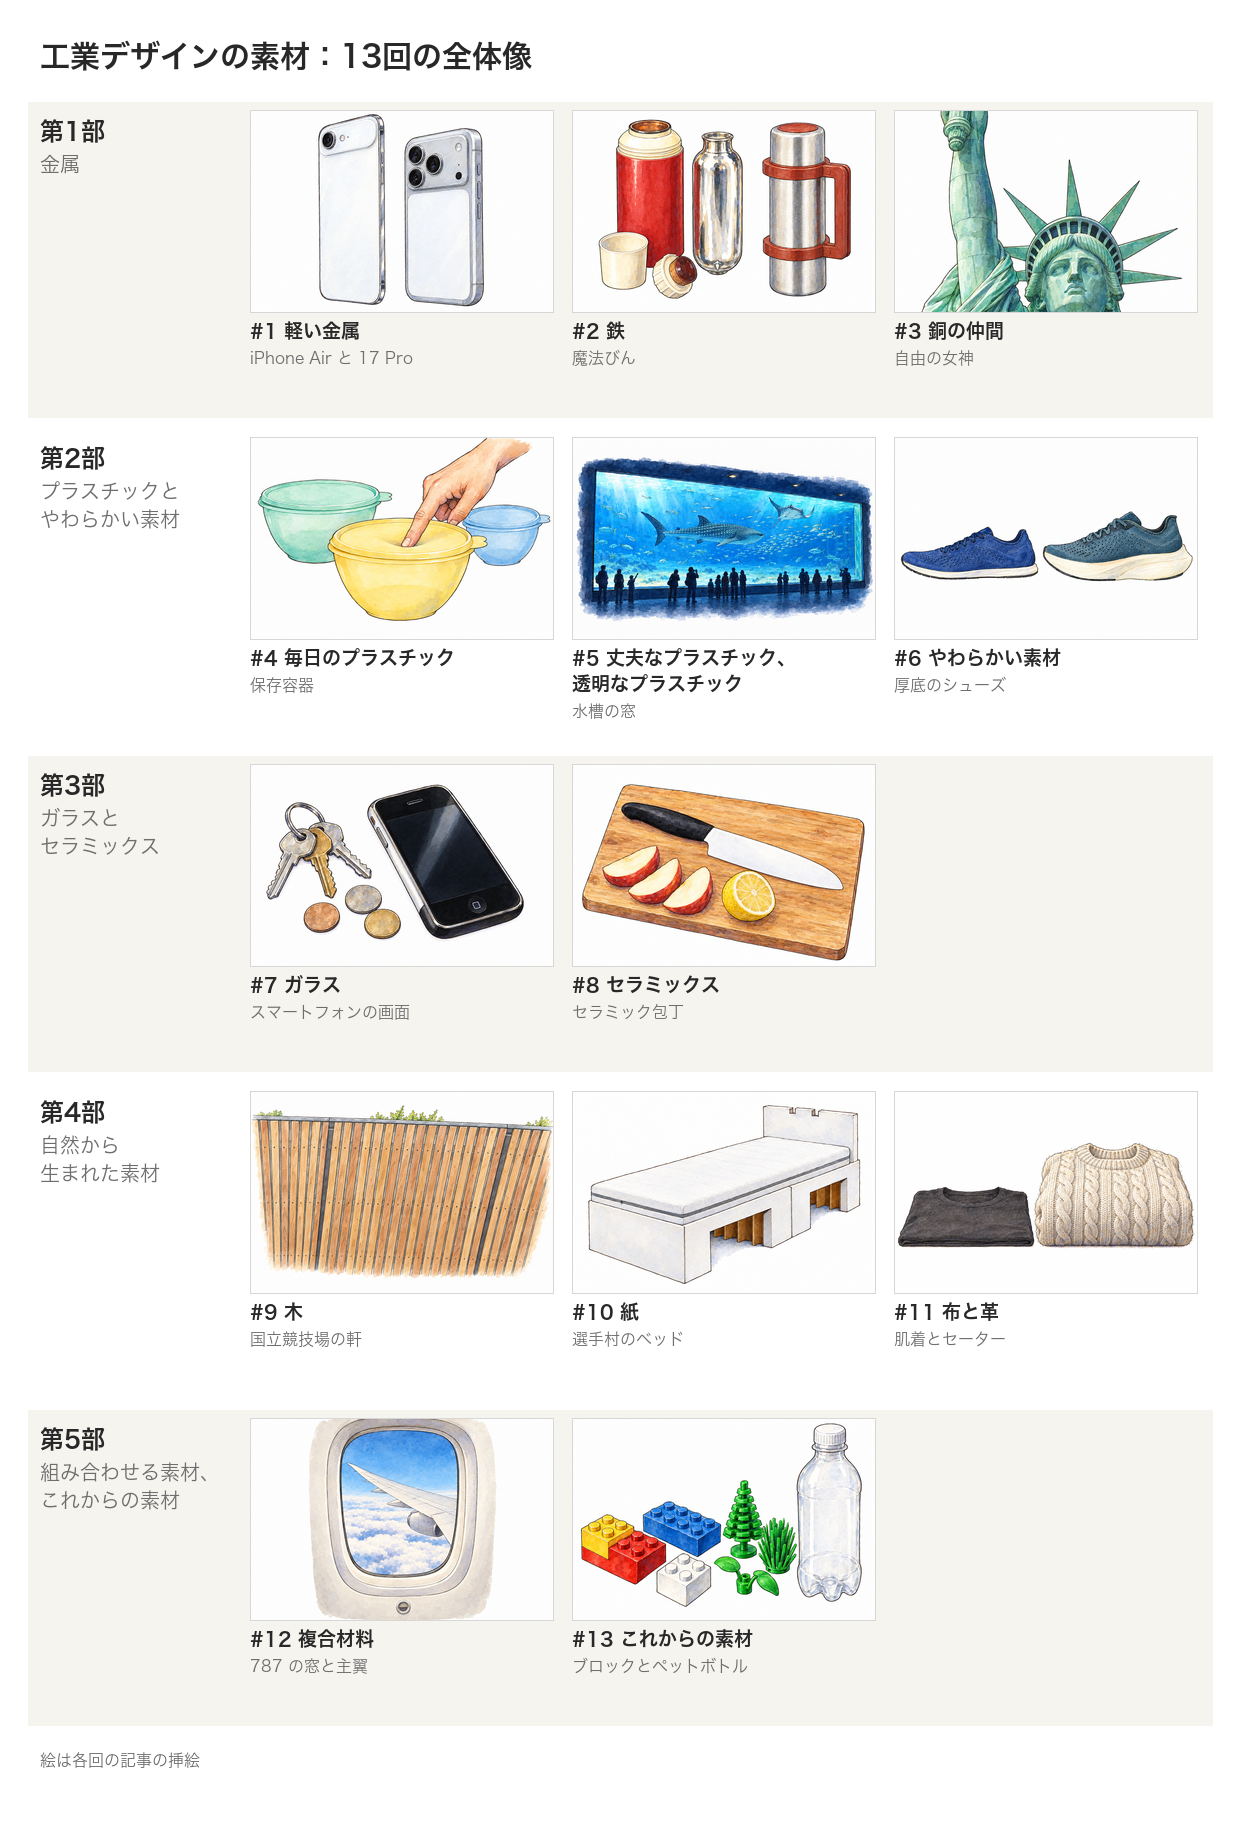 工業デザインの素材：13回の全体像
第1部
金属
#1 軽い金属
iPhone Air と 17 Pro
#2 鉄
魔法びん
#3 銅の仲間
自由の女神
第2部
プラスチックと
やわらかい素材
#4 毎日のプラスチック
保存容器
#5 丈夫なプラスチック、
透明なプラスチック
水槽の窓
#6 やわらかい素材
厚底のシューズ
第3部
ガラスと
セラミックス
#7 ガラス
スマートフォンの画面
#8 セラミックス
セラミック包丁
第4部
自然から
生まれた素材
#9 木
国立競技場の軒
#10 紙
選手村のベッド
#11 布と革
肌着とセーター
第5部
組み合わせる素材、
これからの素材
#12 複合材料
787 の窓と主翼
#13 これからの素材
ブロックとペットボトル
絵は各回の記事の挿絵